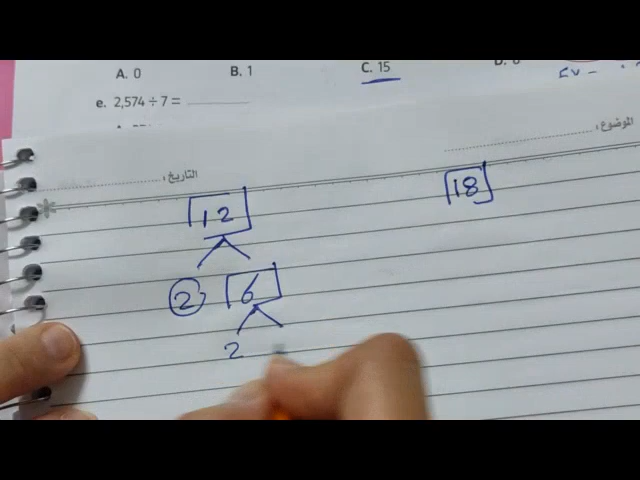 A. 0 B. 1 C. 15
e. 2,574 ÷ 7 =
الموضوع :
التاريخ :
12 18
2 6
2